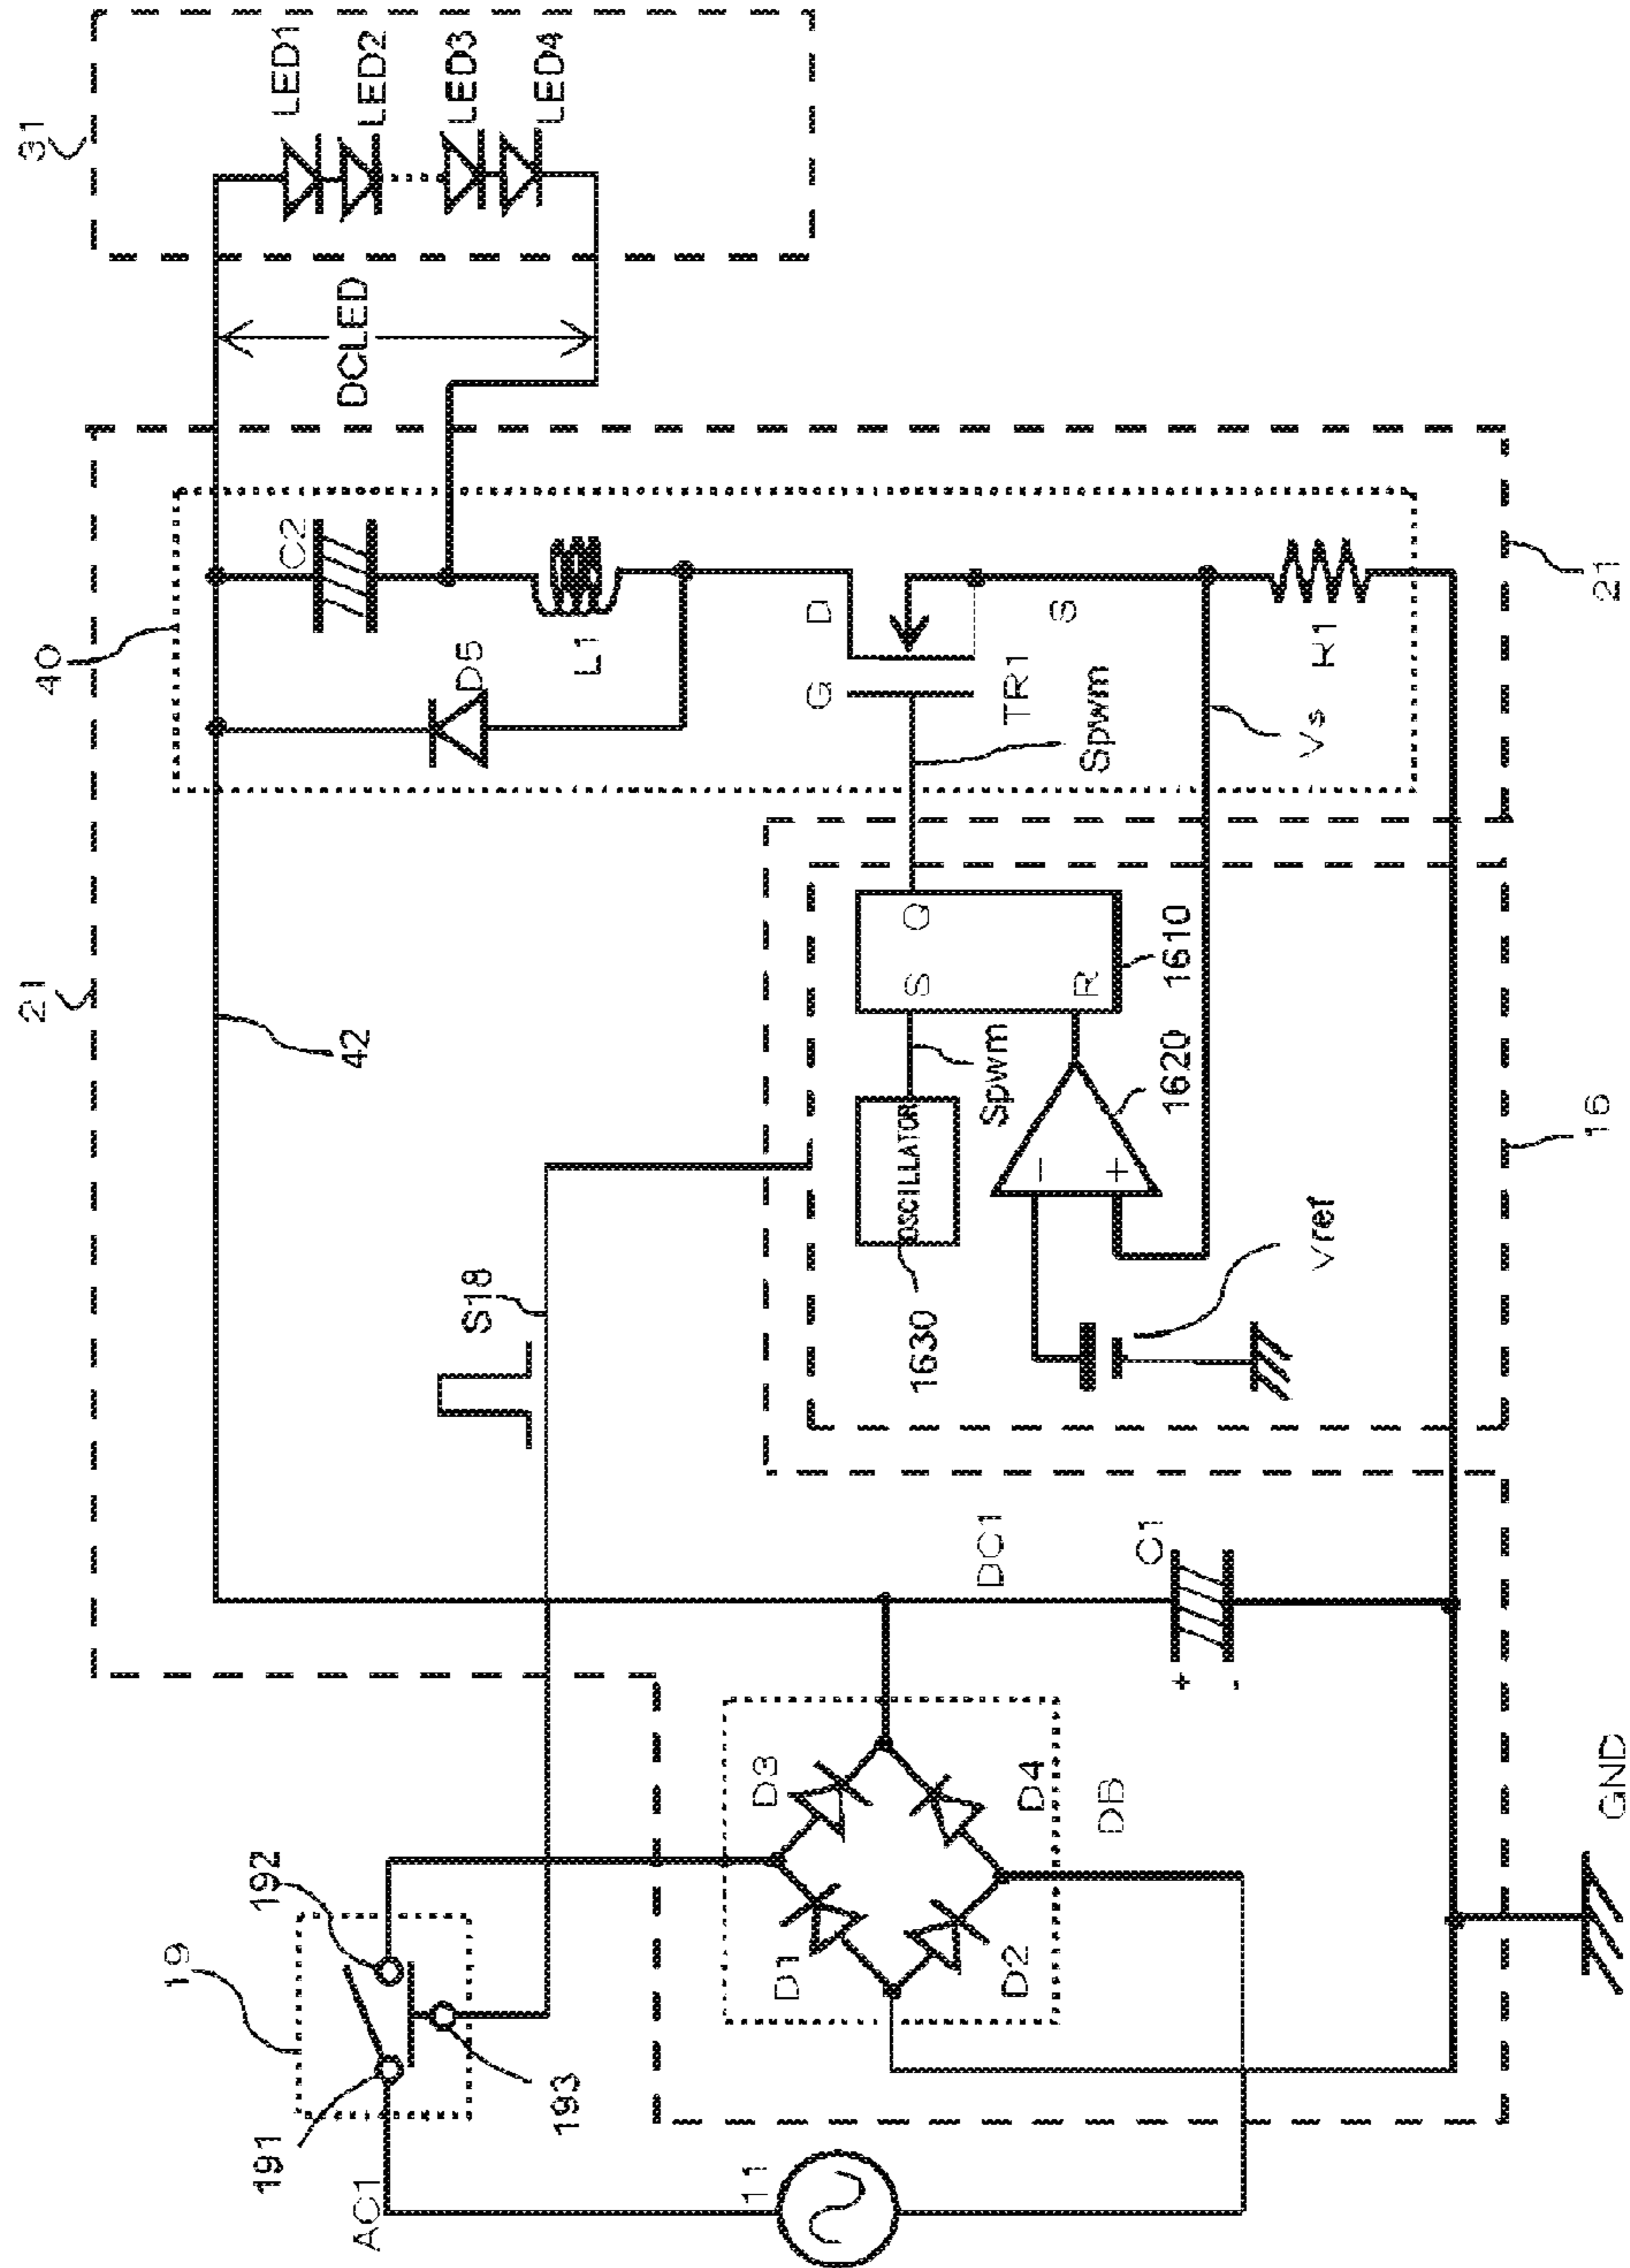 31
LED1
LED2
LED3
LED4
DCLED
21
40
C2
D5
L1
D
G
S
TR1
Spwm
Vs
R1
21
42
S18
Q
S
R
1610
Spwm
OSCILLATOR
1630
-
+
1620
Vref
16
DC1
C1
+
-
19
192
191
193
AC1
11
D3
D4
D1
D2
DB
GND